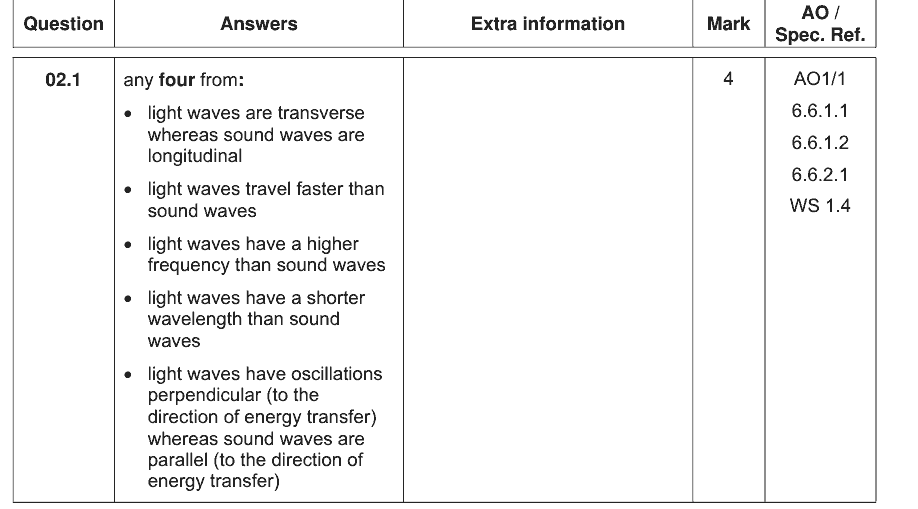 Question Answers Extra information Mark AO /
Spec. Ref.
02.1 any four from: 4 AO1/1
• light waves are transverse 6.6.1.1
whereas sound waves are
longitudinal 6.6.1.2
6.6.2.1
• light waves travel faster than
sound waves WS 1.4
• light waves have a higher
frequency than sound waves
• light waves have a shorter
wavelength than sound
waves
• light waves have oscillations
perpendicular (to the
direction of energy transfer)
whereas sound waves are
parallel (to the direction of
energy transfer)